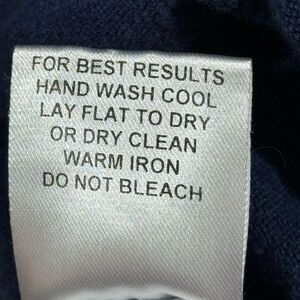 FOR BEST RESULTS
HAND WASH COOL
LAY FLAT TO DRY
OR DRY CLEAN
WARM IRON
DO NOT BLEACH